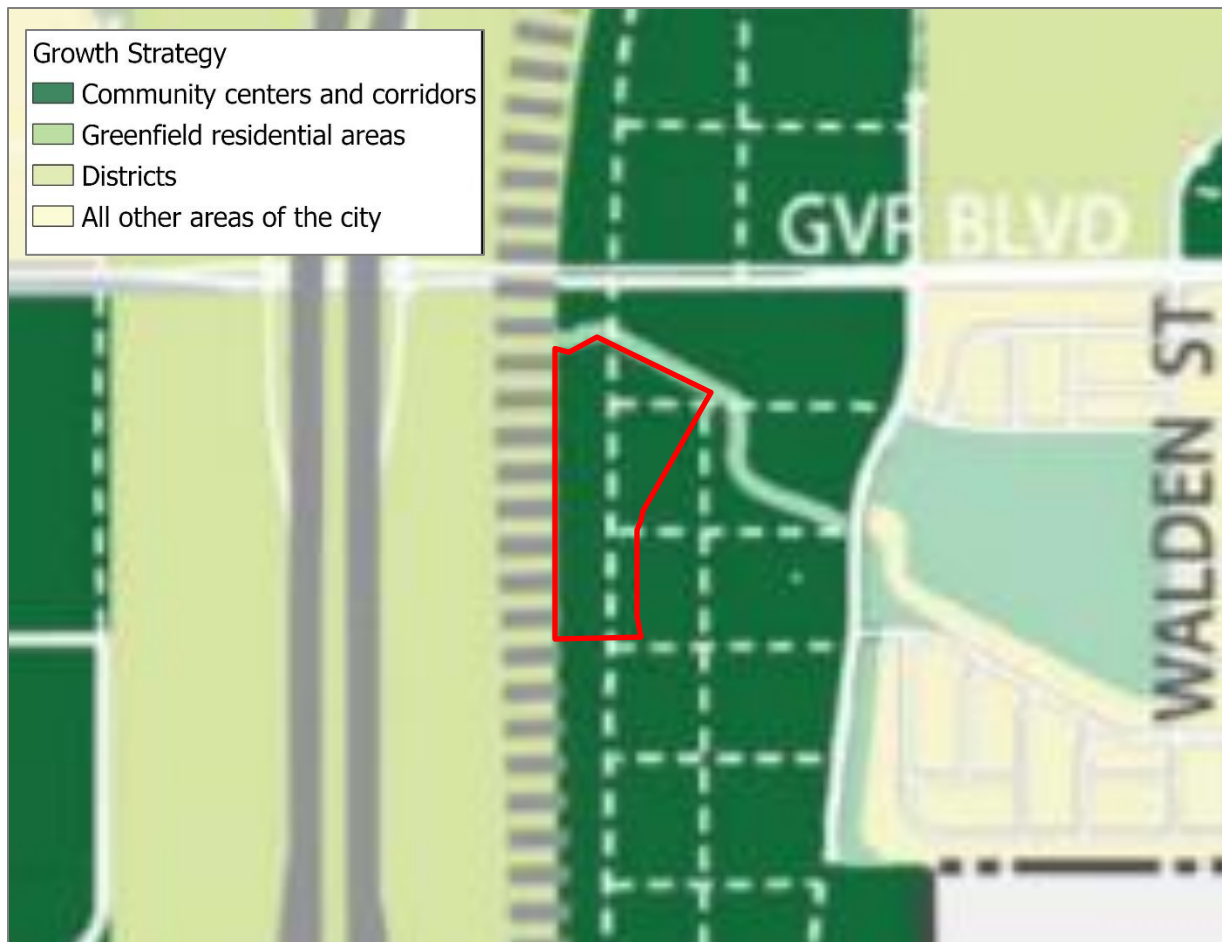 Growth Strategy
Community centers and corridors
Greenfield residential areas
Districts
All other areas of the city
GVR BLVD
WALDEN ST